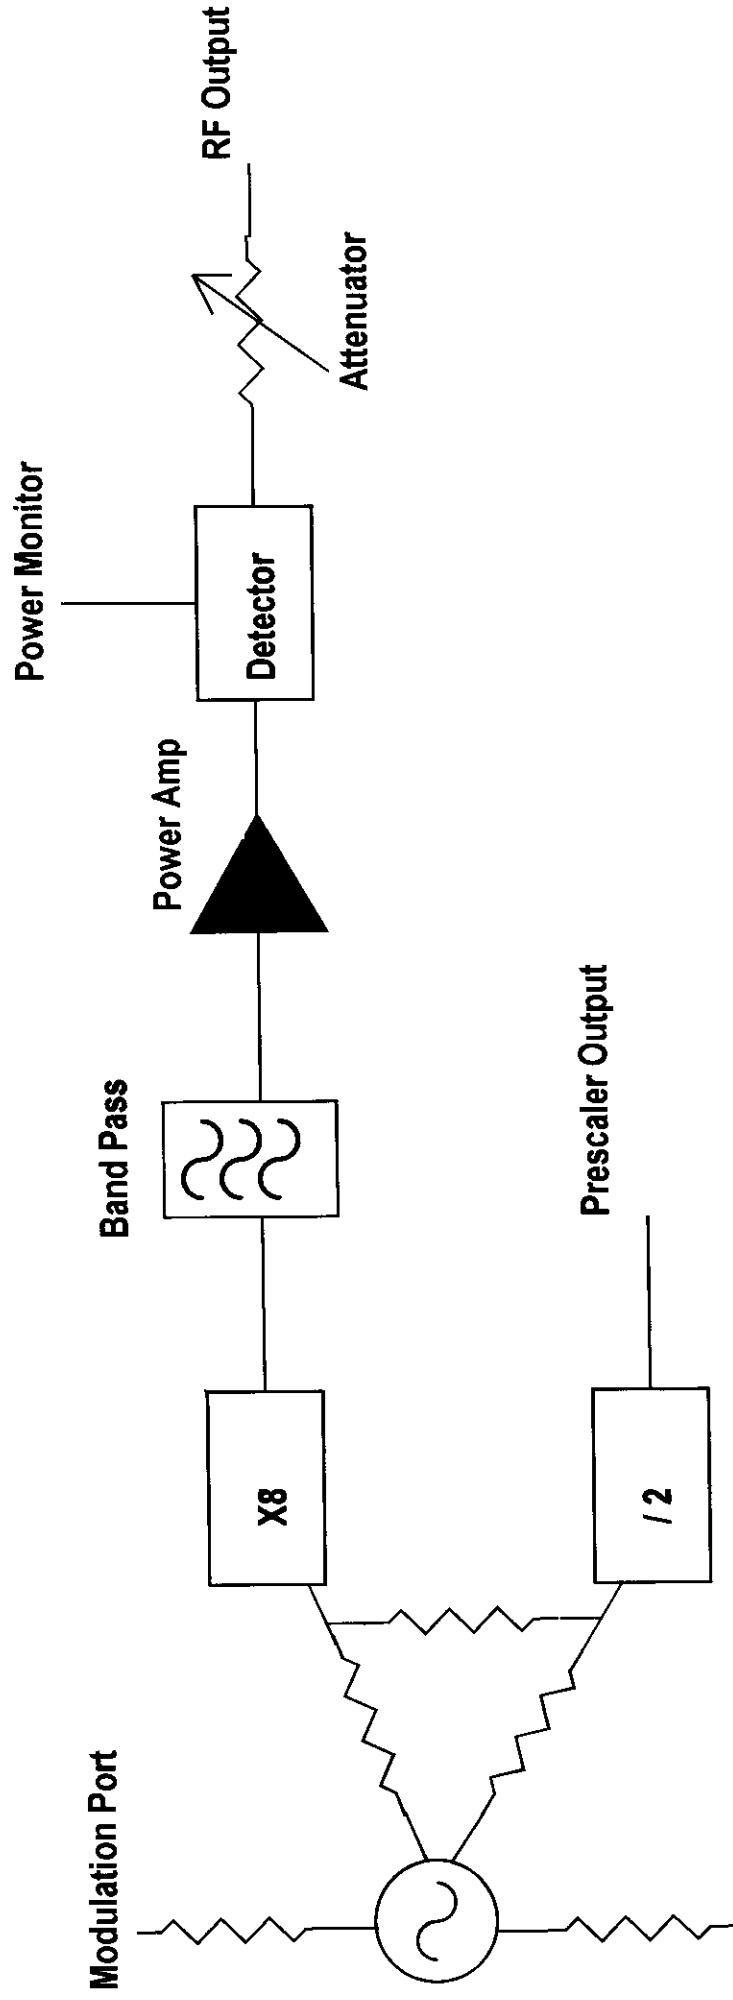 Modulation Port
X8
/ 2
Band Pass
Prescaler Output
Power Amp
Power Monitor
Detector
Attenuator
RF Output